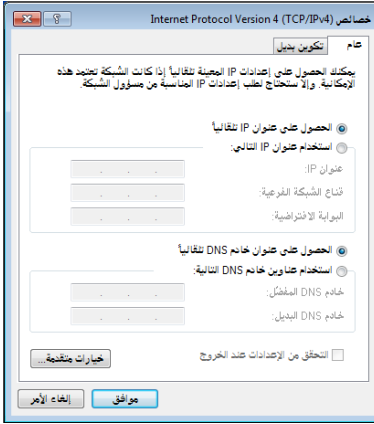 خصائص Internet Protocol Version 4 (TCP/IPv4)
عام
تكوين بديل
يمكنك الحصول على إعدادات IP المعينة تلقائياً إذا كانت الشبكة تعتمد هذه
الإمكانية. وإلا ستحتاج لطلب إعدادات IP المناسبة من مسؤول الشبكة.
الحصول على عنوان IP تلقائياً
استخدام عنوان IP التالي:
عنوان IP:
قناع الشبكة الفرعية:
البوابة الافتراضية:
الحصول على عنوان خادم DNS تلقائياً
استخدام عناوين خادم DNS التالية:
خادم DNS المفضّل:
خادم DNS البديل:
التحقق من الإعدادات عند الخروج
خيارات متقدمة...
موافق
إلغاء الأمر